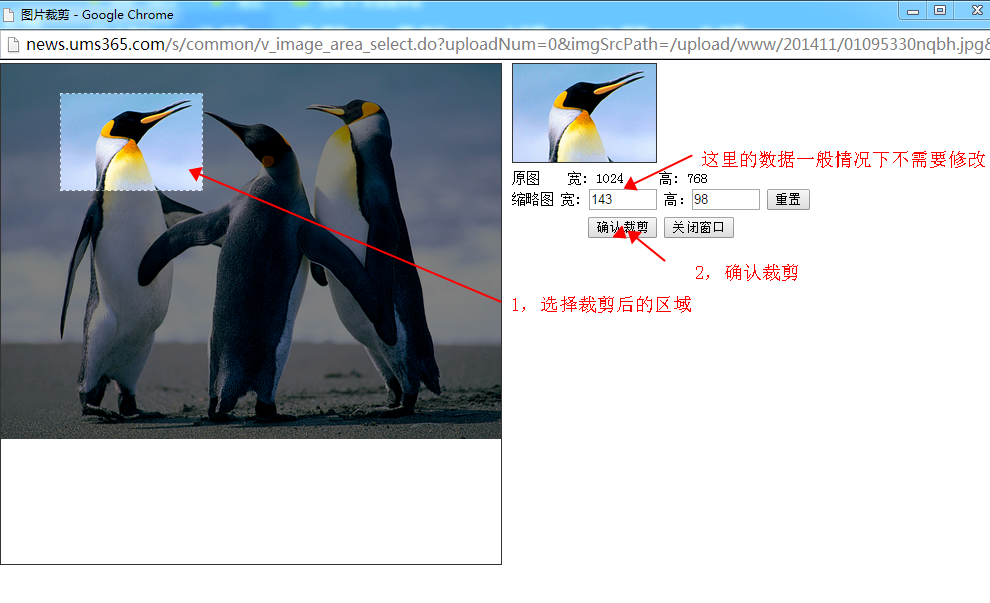 图片裁剪 - Google Chrome
news.ums365.com/s/common/v_image_area_select.do?uploadNum=0&imgSrcPath=/upload/www/201411/01095330nqbh.jpg&
这里的数据一般情况下不需要修改
原图 宽: 1024 高: 768
缩略图 宽: 143 高: 98 重置
确认裁剪 关闭窗口
2, 确认裁剪
1, 选择裁剪后的区域